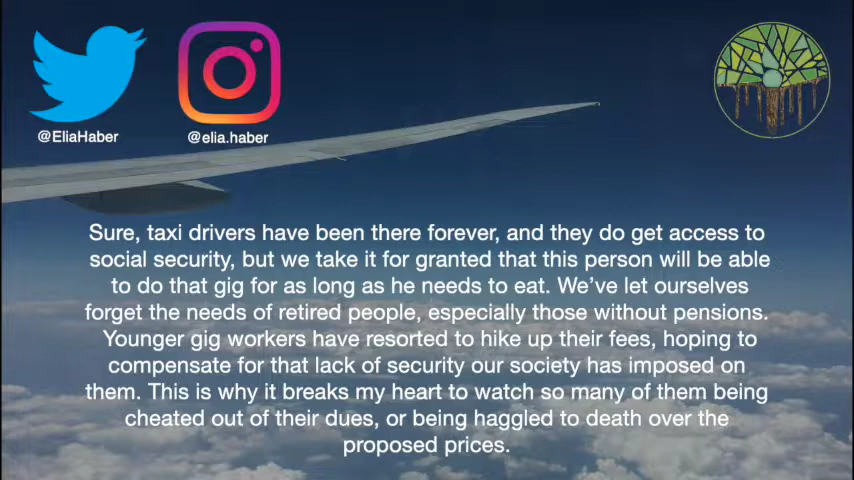 @EliaHaber
@elia.haber
Sure, taxi drivers have been there forever, and they do get access to
social security, but we take it for granted that this person will be able
to do that gig for as long as he needs to eat. We’ve let ourselves
forget the needs of retired people, especially those without pensions.
Younger gig workers have resorted to hike up their fees, hoping to
compensate for that lack of security our society has imposed on
them. This is why it breaks my heart to watch so many of them being
cheated out of their dues, or being haggled to death over the
proposed prices.